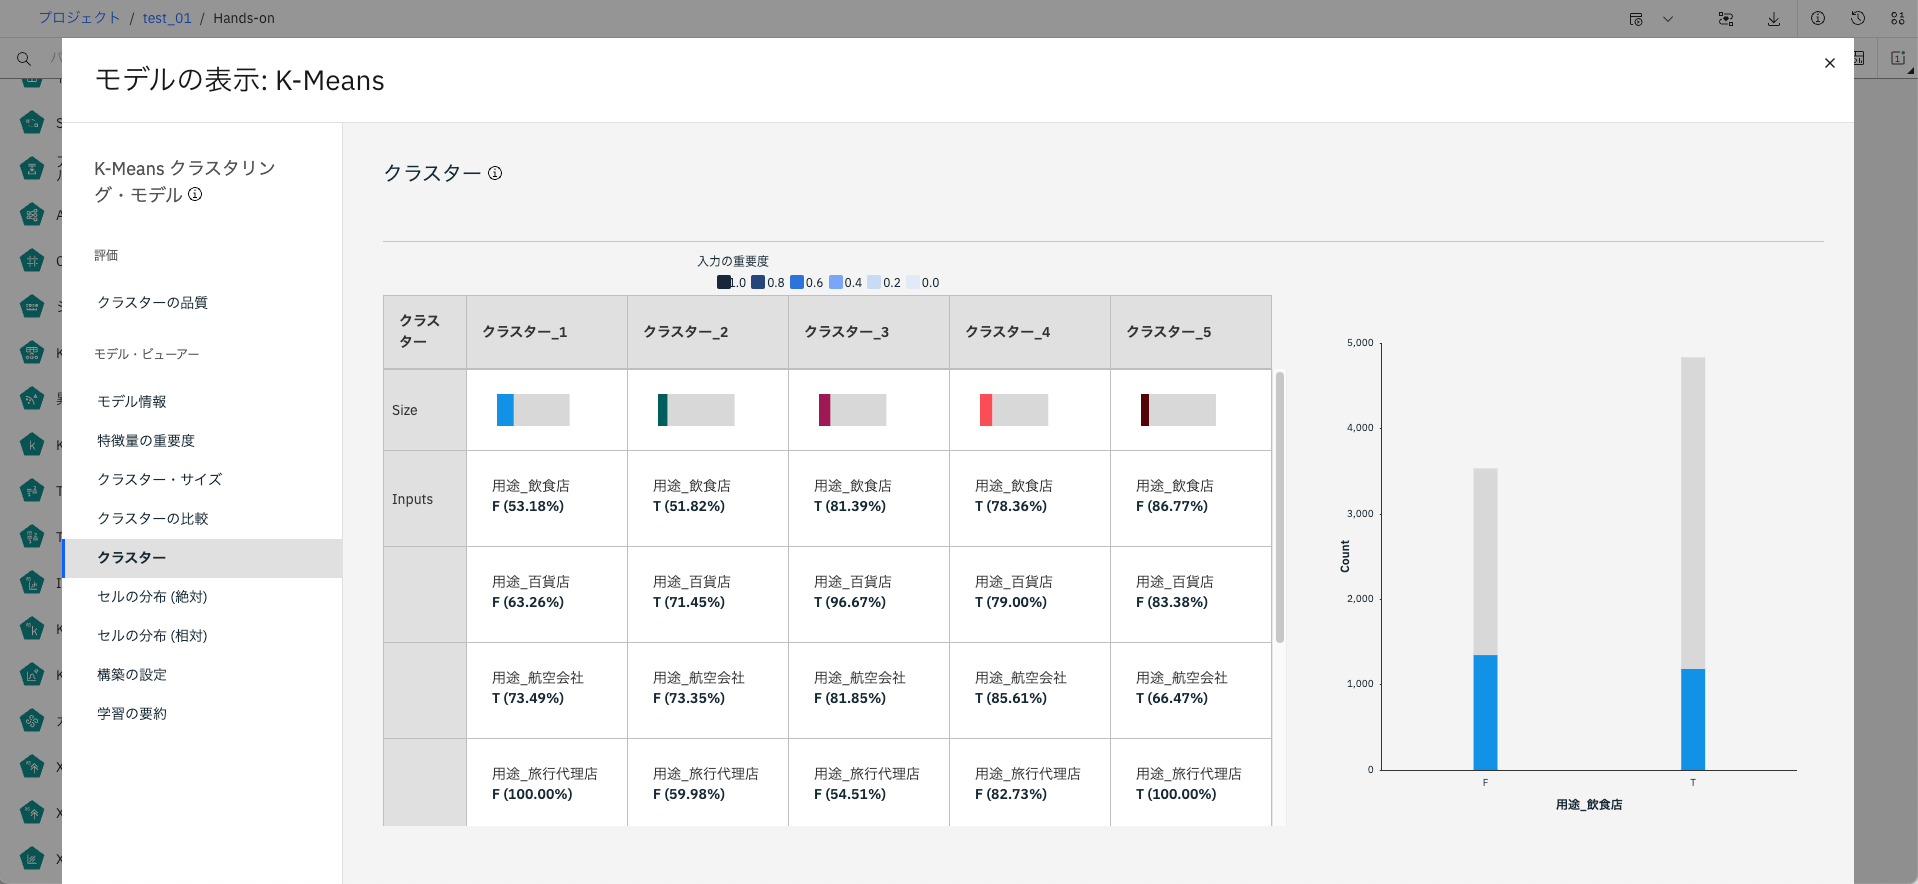 プロジェクト / test_01 / Hands-on
モデルの表示: K-Means
K-Means クラスタリン
グ・モデル
評価
クラスターの品質
モデル・ビューアー
モデル情報
特徴量の重要度
クラスター・サイズ
クラスターの比較
クラスター
セルの分布 (絶対)
セルの分布 (相対)
構築の設定
学習の要約
クラスター
入力の重要度
1.0 0.8 0.6 0.4 0.2 0.0
クラス
ター
クラスター_1 クラスター_2 クラスター_3 クラスター_4 クラスター_5
Size
Inputs
用途_飲食店 用途_飲食店 用途_飲食店 用途_飲食店 用途_飲食店
F (53.18%) T (51.82%) T (81.39%) T (78.36%) F (86.77%)
用途_百貨店 用途_百貨店 用途_百貨店 用途_百貨店 用途_百貨店
F (63.26%) T (71.45%) T (96.67%) T (79.00%) F (83.38%)
用途_航空会社 用途_航空会社 用途_航空会社 用途_航空会社 用途_航空会社
T (73.49%) F (73.35%) F (81.85%) T (85.61%) T (66.47%)
用途_旅行代理店 用途_旅行代理店 用途_旅行代理店 用途_旅行代理店 用途_旅行代理店
F (100.00%) F (59.98%) F (54.51%) F (82.73%) T (100.00%)
5,000
4,000
3,000
2,000
1,000
0
Count
F T
用途_飲食店